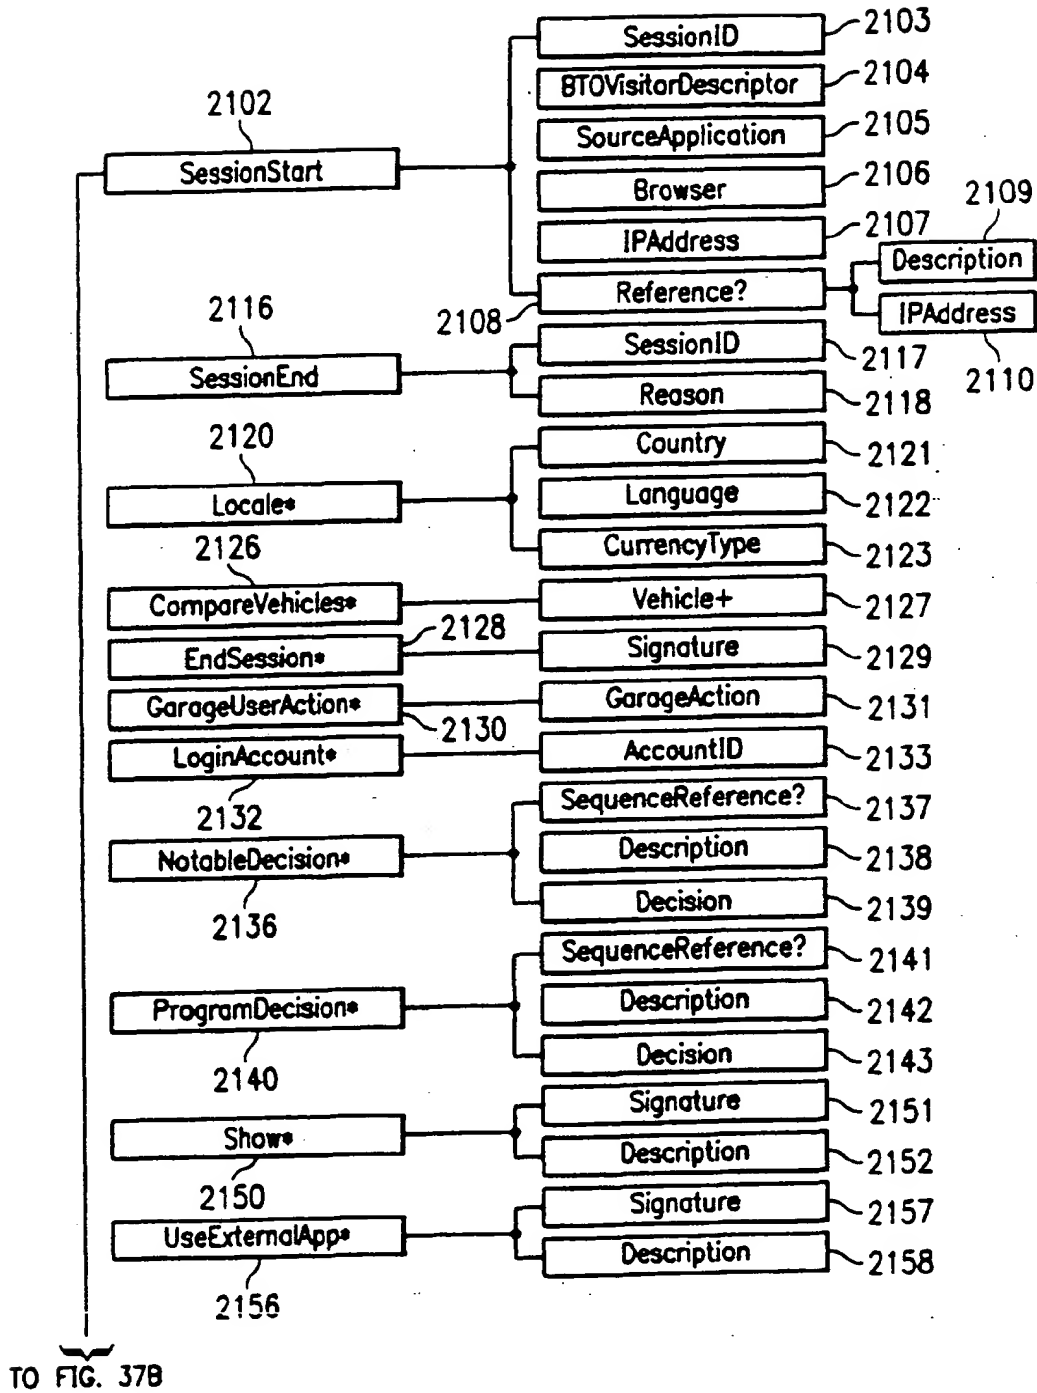 2103
SessionID
2104
BTOVisitorDescriptor
2102
2105
SourceApplication
SessionStart
2106
Browser
2109
2107
IPAddress
Description
Reference?
2108
IPAddress
2110
2116
SessionID
2117
SessionEnd
Reason
2118
2120
Country
2121
Locale*
Language
2122
CurrencyType
2123
2126
CompareVehicles*
Vehicle+
2127
2128
EndSession*
Signature
2129
GarageUserAction*
2130
GarageAction
2131
LoginAccount*
AccountID
2133
2132
SequenceReference?
2137
NotableDecision*
Description
2138
2136
Decision
2139
SequenceReference?
2141
ProgramDecision*
Description
2142
2140
Decision
2143
Signature
2151
Show*
Description
2152
2150
Signature
2157
UseExternalApp*
Description
2158
2156
TO FIG. 37B